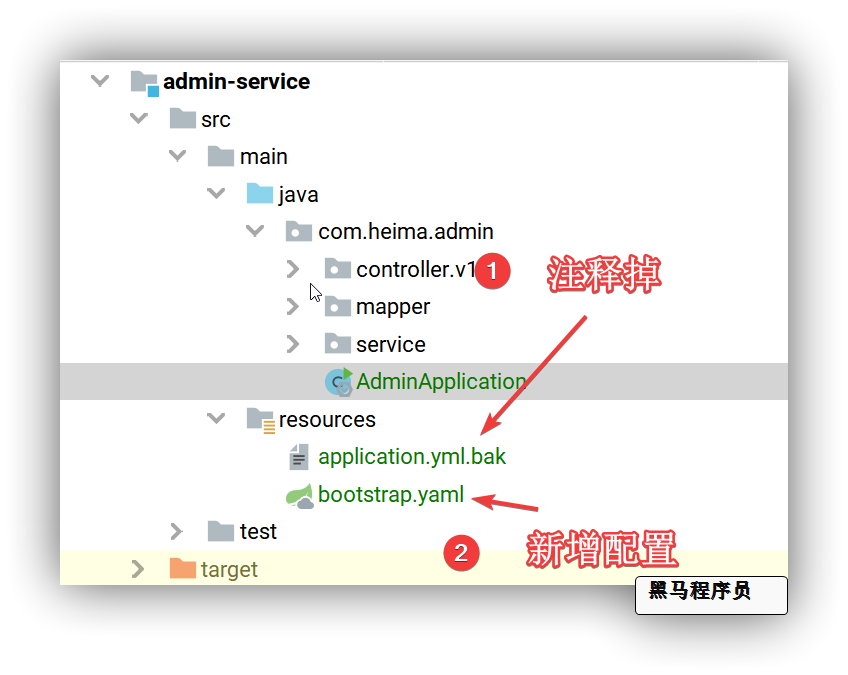 admin-service
src
main
java
com.heima.admin
controller.v1
1
注释掉
mapper
service
AdminApplication
resources
application.yml.bak
bootstrap.yaml
test
2
新增配置
target
黑马程序员